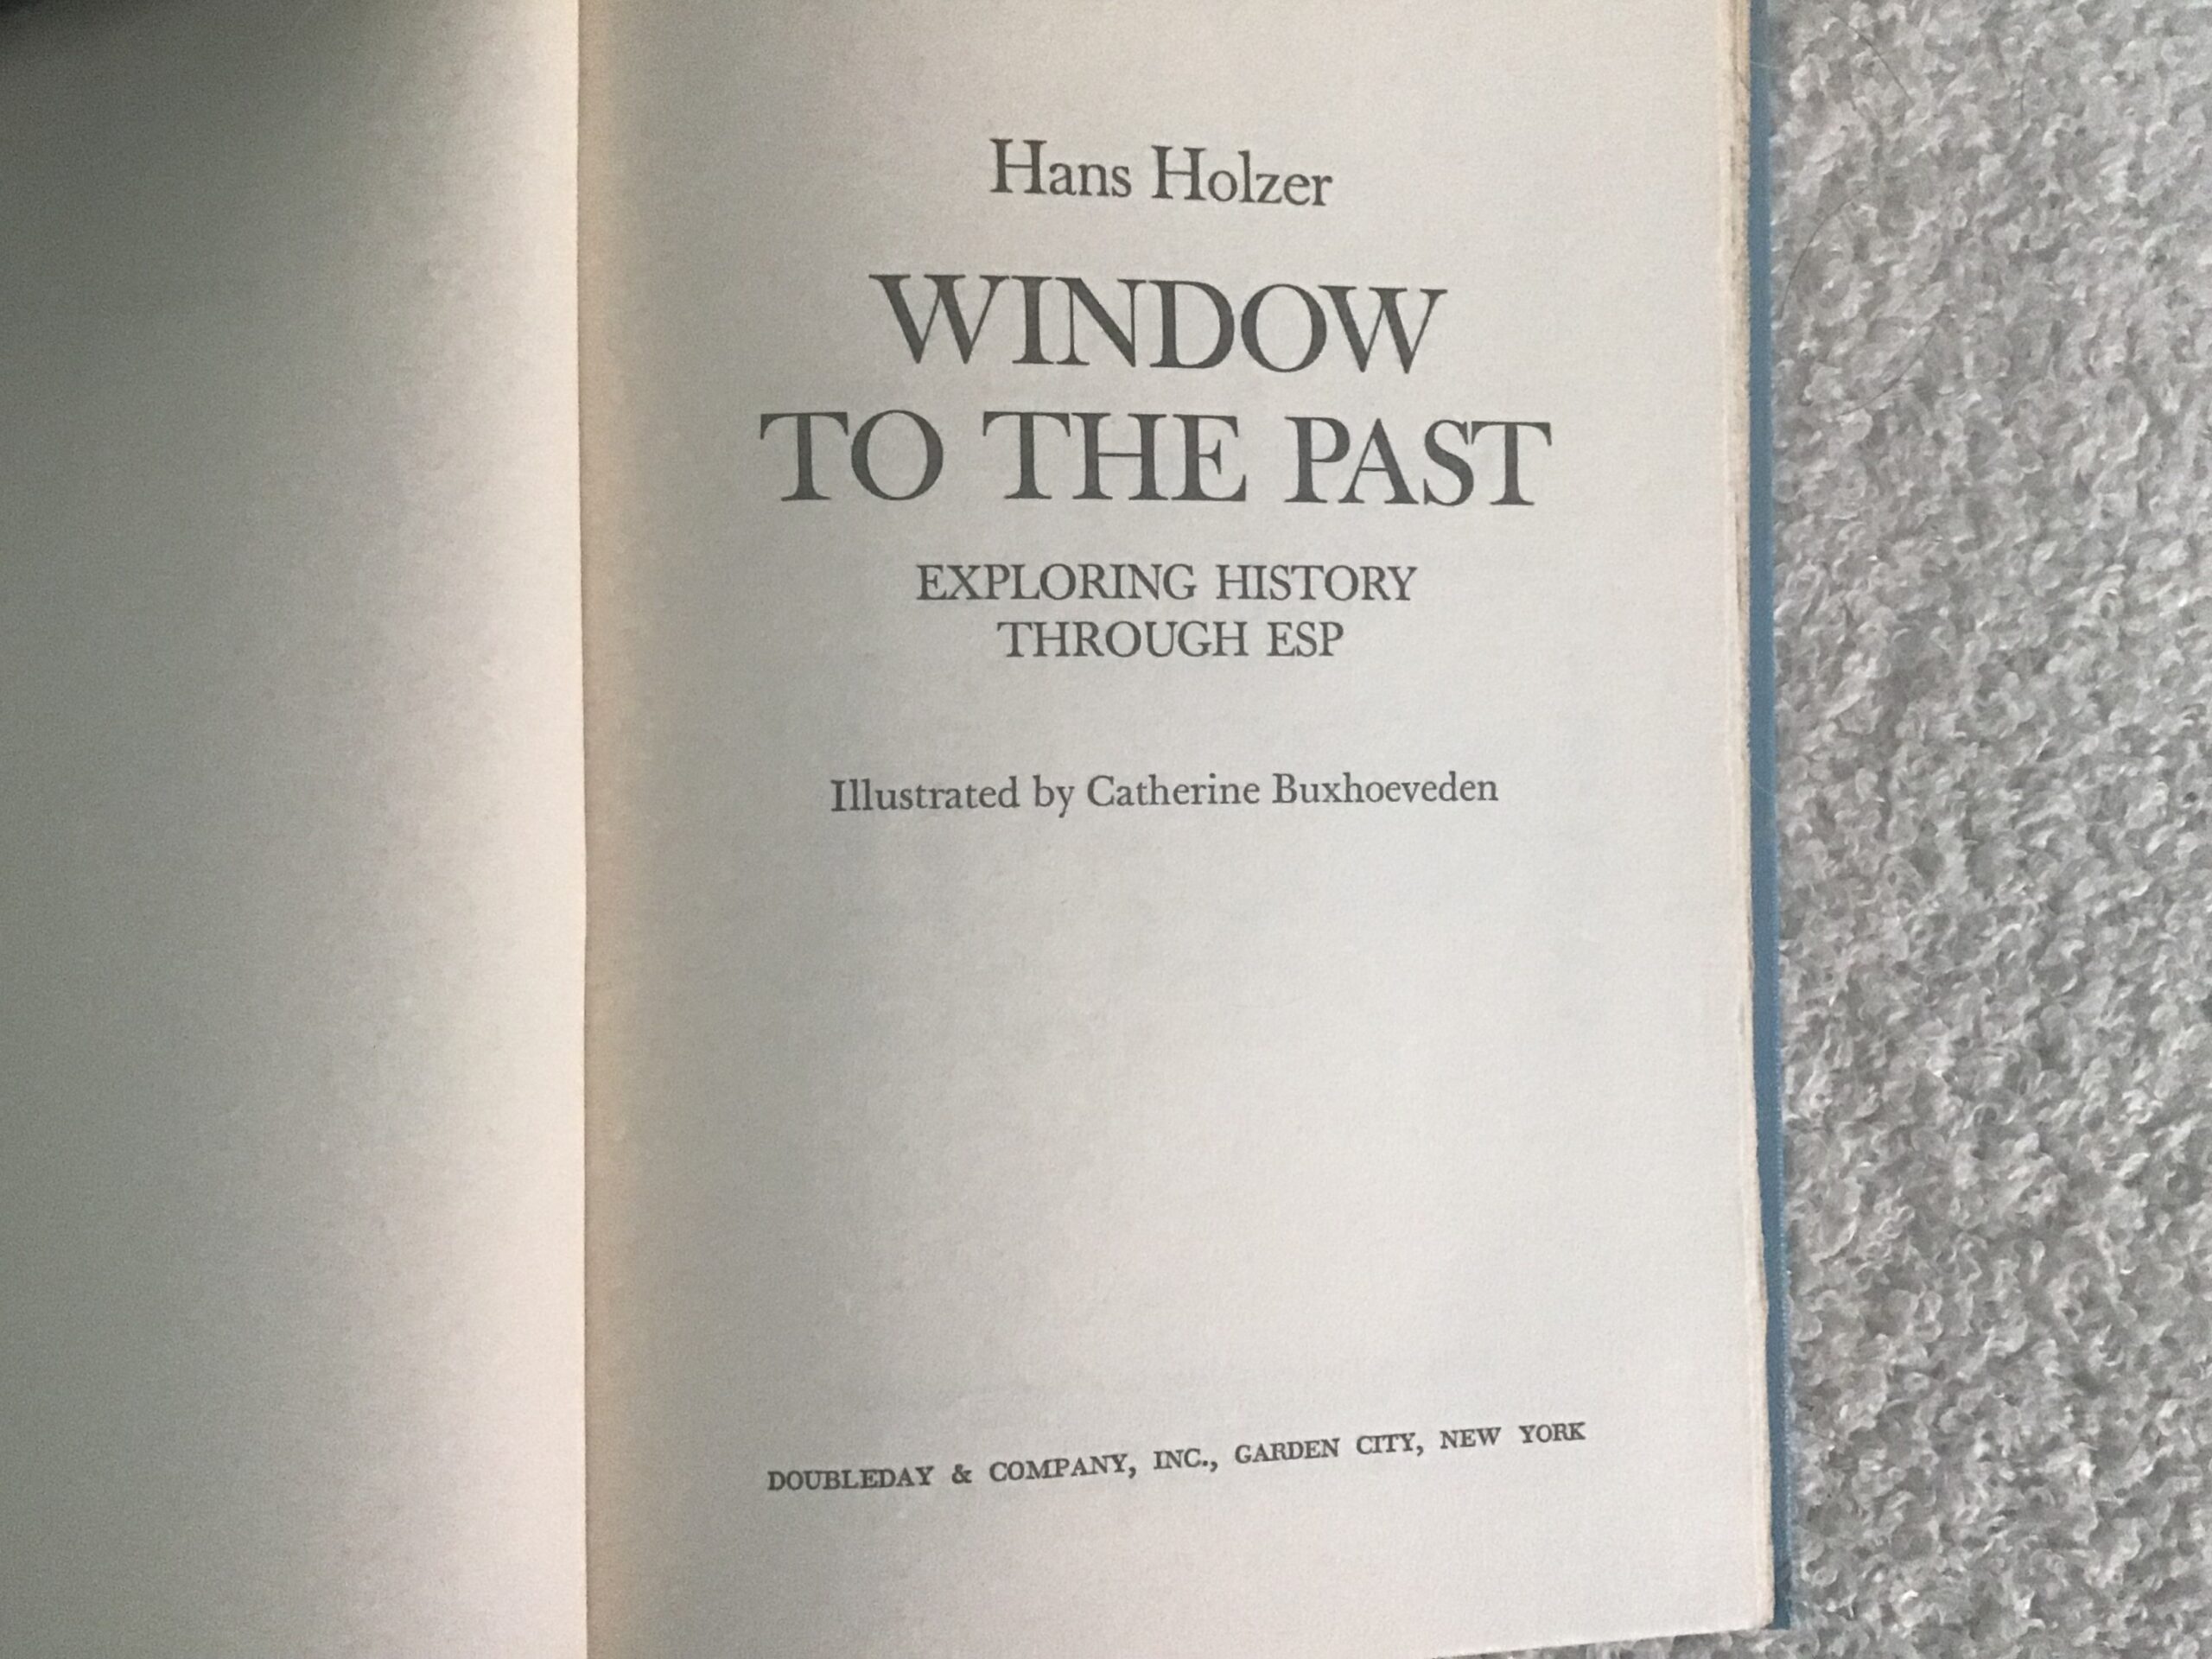 Hans Holzer
WINDOW
TO THE PAST
EXPLORING HISTORY
THROUGH ESP
Illustrated by Catherine Buxhoeveden
DOUBLEDAY & COMPANY, INC., GARDEN CITY, NEW YORK